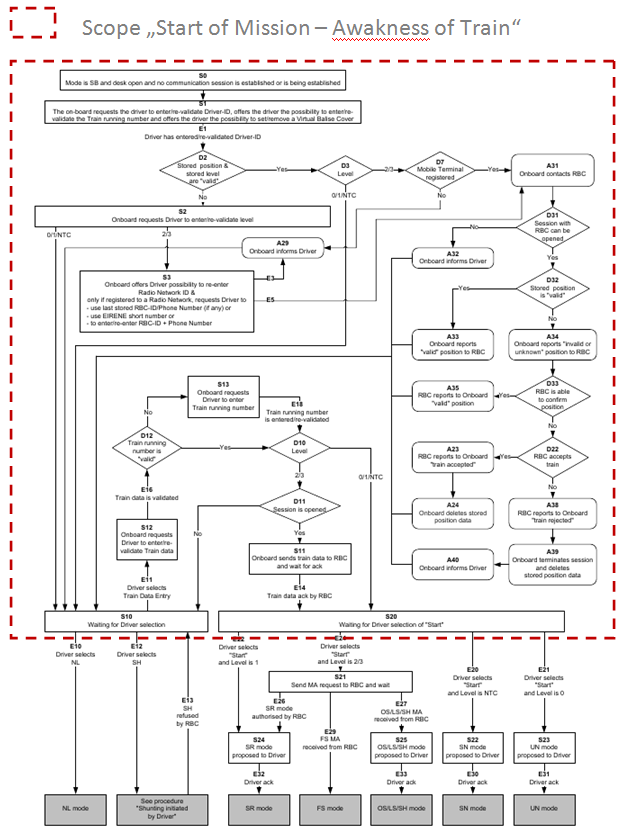 Scope „Start of Mission – Awakness of Train“
S0
Mode is SB and desk open and no communication session is established or is being established
S1
The on-board requests the driver to enter/re-validate Driver-ID, offers the driver the possibility to enter/re-
validate the Train running number and offers the driver the possibility to set/remove a Virtual Balise Cover
E1
Driver has entered/re-validated Driver-ID
D2
Stored position &
stored level
are "valid"
Yes
D3
Level
2/3
D7
Mobile Terminal
registered
Yes
A31
Onboard contacts RBC
No
0/1/NTC
No
S2
Onboard requests Driver to enter/re-validate level
0/1/NTC
2/3
A29
Onboard informs Driver
D31
Session with
RBC can be
opened
No
Yes
A32
Onboard informs Driver
S3
Onboard offers Driver possibility to re-enter
Radio Network ID &
only if registered to a Radio Network, requests Driver to
- use last stored RBC-ID/Phone Number (if any) or
- use EIRENE short number or
- to enter/re-enter RBC-ID + Phone Number
E3
E5
D32
Stored position
is "valid"
Yes
No
A33
Onboard reports
"valid" position to RBC
A34
Onboard reports "invalid or
unknown" position to RBC
D33
RBC is able
to confirm
position
Yes
No
A35
RBC reports to Onboard
"valid" position
S13
Onboard requests
Driver to enter
Train running number
E18
Train running number
is entered/re-validated
No
D12
Train running
number is
"valid"
Yes
D10
Level
2/3
0/1/NTC
D22
RBC accepts
train
Yes
No
A23
RBC reports to Onboard
"train accepted"
E16
Train data is validated
D11
Session is opened
No
A24
Onboard deletes stored
position data
A38
RBC reports to Onboard
"train rejected"
S12
Onboard requests
Driver to enter/re-
validate Train data
S11
Onboard sends train data to RBC
and wait for ack
A40
Onboard informs Driver
A39
Onboard terminates session
and deletes
stored position data
E11
Driver selects
Train Data Entry
E14
Train data ack by RBC
S10
Waiting for Driver selection
S20
Waiting for Driver selection of "Start"
E10
Driver selects
NL
E12
Driver selects
SH
E13
SH
refused
by RBC
E22
Driver selects
"Start"
and Level is 1
E24
Driver selects
"Start"
and Level is 2/3
E20
Driver selects
"Start"
and Level is NTC
E21
Driver selects
"Start"
and Level is 0
S21
Send MA request to RBC and wait
E26
SR mode
authorised by RBC
E29
FS MA
received from RBC
E27
OS/LS/SH MA
received from RBC
S24
SR mode
proposed to Driver
S25
OS/LS/SH mode
proposed to Driver
S22
SN mode
proposed to Driver
S23
UN mode
proposed to Driver
E32
Driver ack
E33
Driver ack
E30
Driver ack
E31
Driver ack
NL mode
See procedure
"Shunting initiated
by Driver"
SR mode
FS mode
OS/LS/SH mode
SN mode
UN mode